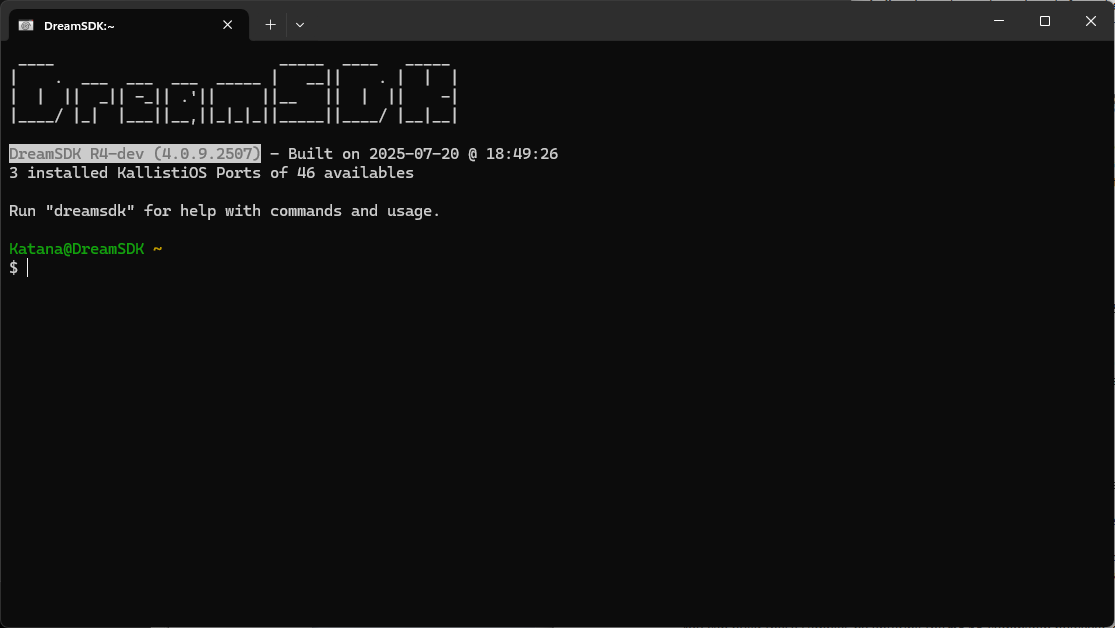 DreamSDK:~
DreamSDK
DreamSDK R4-dev (4.0.9.2507) - Built on 2025-07-20 @ 18:49:26
3 installed KallistiOS Ports of 46 availables
Run "dreamsdk" for help with commands and usage.
Katana@DreamSDK ~
$